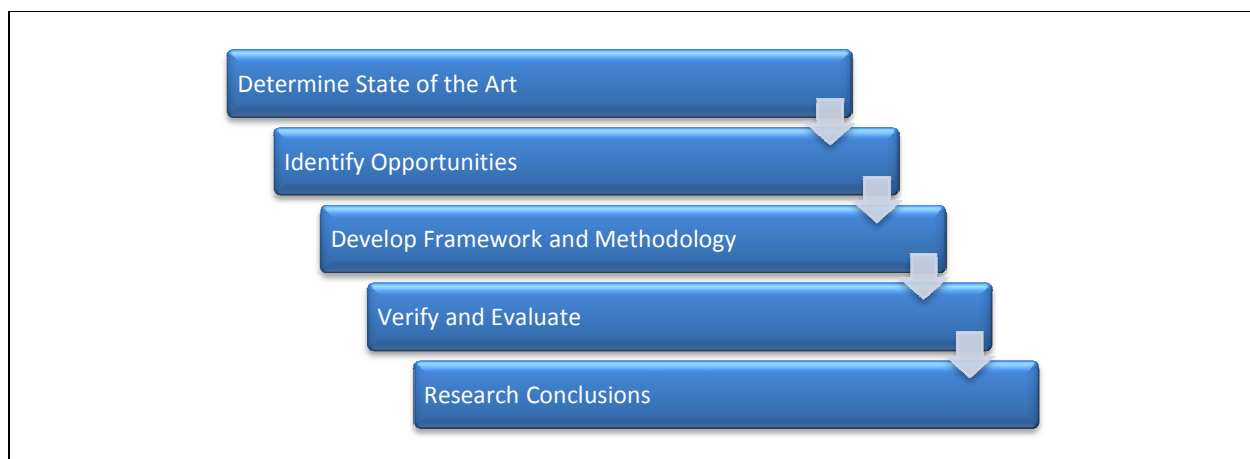 Determine State of the Art
Identify Opportunities
Develop Framework and Methodology
Verify and Evaluate
Research Conclusions